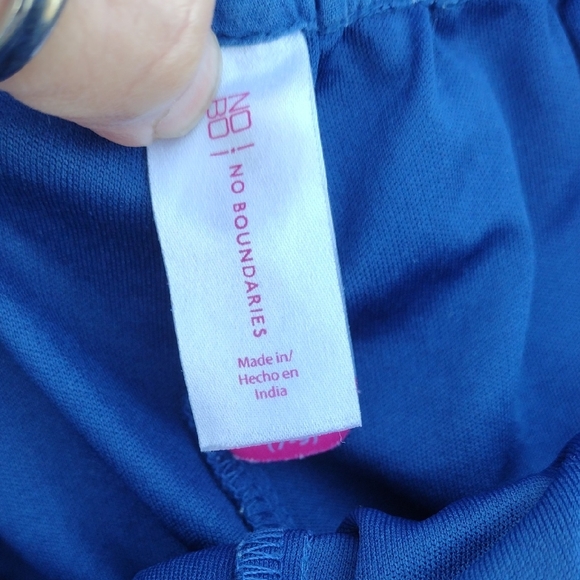 NO!
BO!
NO BOUNDARIES
Made in/
Hecho en
India